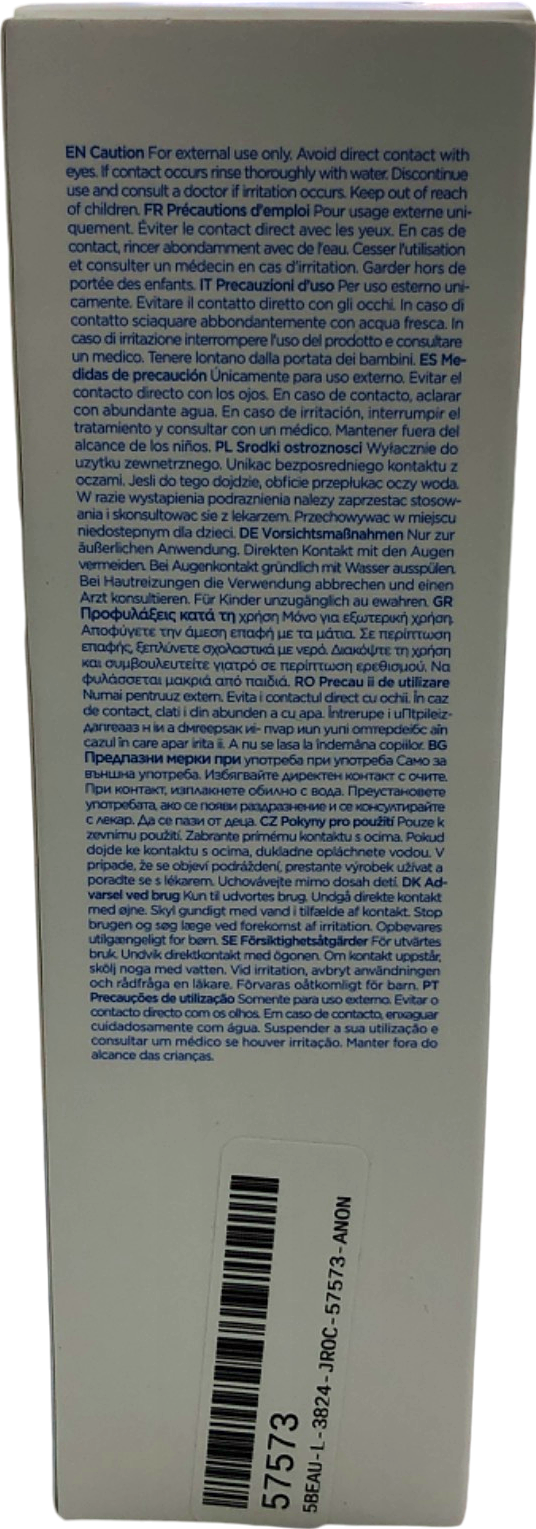 EN Caution For external use only. Avoid direct contact with
eyes. If contact occurs rinse thoroughly with water. Discontinue
use and consult a doctor if irritation occurs. Keep out of reach
of children. FR Précautions d'emploi Pour usage externe uni-
quement. Éviter le contact direct avec les yeux. En cas de
contact, rincer abondamment avec de l'eau. Cesser l'utilisation
et consulter un médecin en cas d'irritation. Garder hors de
portée des enfants. IT Precauzioni d'uso Per uso esterno uni-
camente. Evitare il contatto diretto con gli occhi. In caso di
contatto sciaquare abbondantemente con acqua fresca. In
caso di irritazione interrompere l'uso del prodotto e consultare
un medico. Tenere lontano dalla portata dei bambini. ES Me-
didas de precaución Únicamente para uso externo. Evitar el
contacto directo con los ojos. En caso de contacto, aclarar
con abundante agua. En caso de irritación, interrumpir el
tratamiento y consultar con un médico. Mantener fuera del
alcance de los niños. PL Srodki ostroznosci Wyłacznie do
uzytku zewnetrznego. Unikac bezposredniego kontaktu z
oczami. Jesli do tego dojdzie, obficie przeplukac oczy woda.
W razie wystapienia podraznienia nalezy zaprzestac stosow-
ania i skonsultowac sie z lekarzem. Przechowywac w miejscu
niedostepnym dla dzieci. DE Vorsichtsmaßnahmen Nur zur
äußerlichen Anwendung. Direkten Kontakt mit den Augen
vermeiden. Bei Augenkontakt gründlich mit Wasser ausspülen.
Bei Hautreizungen die Verwendung abbrechen und einen
Arzt konsultieren. Für Kinder unzugänglich au ewahren. GR
Προφυλάξεις κατά τη χρήση Μόνο για εξωτερική χρήση.
Αποφύγετε την άμεση επαφή με τα μάτια. Σε περίπτωση
επαφής, ξεπλύνετε σχολαστικά με νερό. Διακόψτε τη χρήση
και συμβουλευτείτε γιατρό σε περίπτωση ερεθισμού. Να
φυλάσσεται μακριά από παιδιά. RO Precau ii de utilizare
Numai pentruuz extern. Evita i contactul direct cu ochii. În caz
de contact, clati i din abunden a cu apa. Întrerupe i
cazul în care apar irita ii. A nu se lasa la îndemâna copiilor. BG
Предпазни мерки при употреба при употреба Само за
външна употреба. Избягвайте директен контакт с очите.
При контакт, изплакнете обилно с вода. Преустановете
употребата, ако се появи раздразнение и се консултирайте
с лекар. Да се пази от деца. CZ Pokyny pro použití Pouze k
zevnímu použití. Zabrante prímému kontaktu s ocima. Pokud
dojde ke kontaktu s ocima, dukladne opláchnete vodou. V
prípade, že se objeví podráždení, prestante výrobek užívat a
poradte se s lékarem. Uchovávejte mimo dosah detí. DK Ad-
varsel ved brug Kun til udvortes brug. Undgå direkte kontakt
med øjne. Skyl gundigt med vand i tilfælde af kontakt. Stop
brugen og søg læge ved forekomst af irritation. Opbevares
utilgængeligt for børn. SE Försiktighetsåtgärder För utvärtes
bruk. Undvik direktkontakt med ögonen. Om kontakt uppstår,
skölj noga med vatten. Vid irritation, avbryt användningen
och rådfråga en läkare. Förvaras oåtkomligt för barn. PT
Precauções de utilização Somente para uso externo. Evitar o
contacto directo com os olhos. Em caso de contacto, enxaguar
cuidadosamente com água. Suspender a sua utilização e
consultar um médico se houver irritação. Manter fora do
alcance das crianças.
57573
5BEAU-L-3824-JROC-57573-ANON